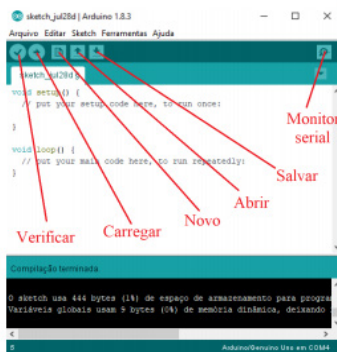 sketch_jul28d | Arduino 1.8.3
Arquivo Editar Sketch Ferramentas Ajuda
sketch_jul28d
void setup() {
// put your setup code here, to run once:
}
void loop() {
// put your main code here, to run repeatedly:
}
Monitor
serial
Salvar
Abrir
Novo
Carregar
Verificar
Compilação terminada.
O sketch usa 444 bytes (1%) de espaço de armazenamento para progra
Variáveis globais usam 9 bytes (0%) de memória dinâmica, deixando
Arduino/Genuino Uno em COM4